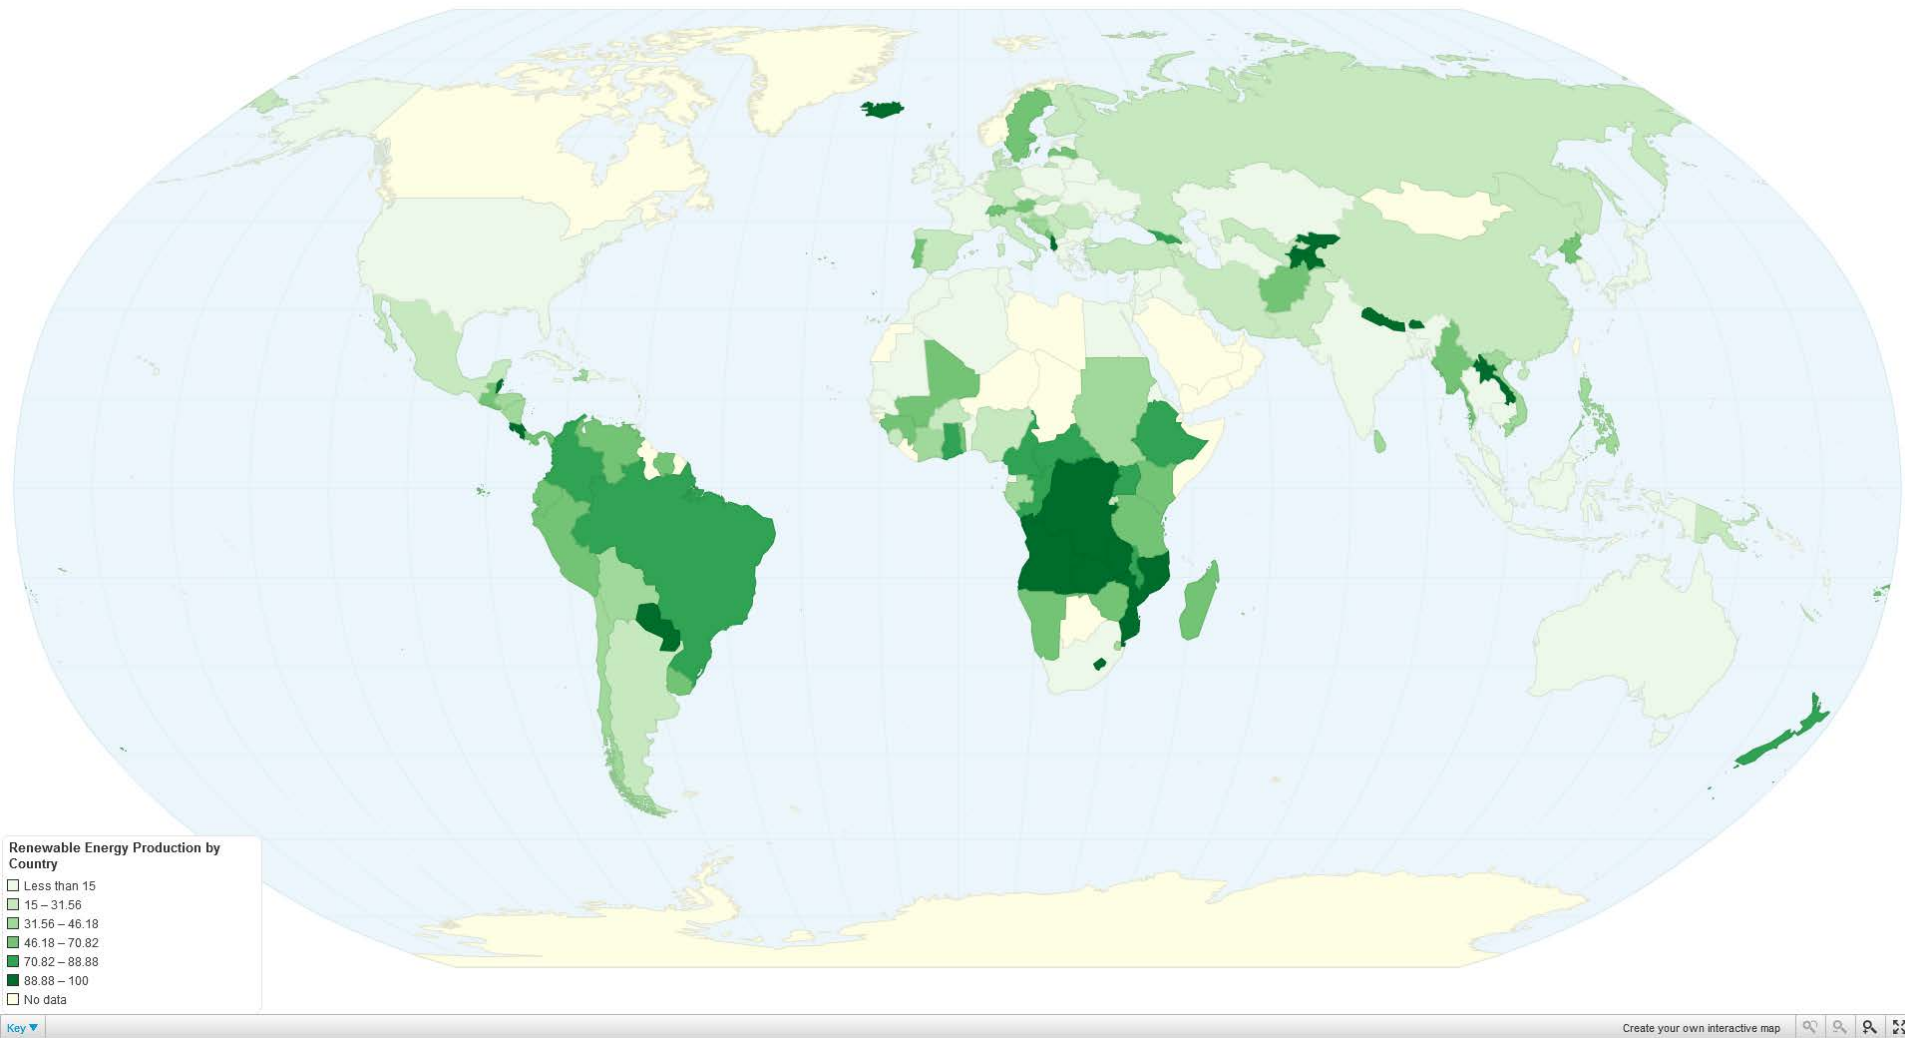 Renewable Energy Production by
Country
Less than 15
15 – 31.56
31.56 – 46.18
46.18 – 70.82
70.82 – 88.88
88.88 – 100
No data
Key
Create your own interactive map